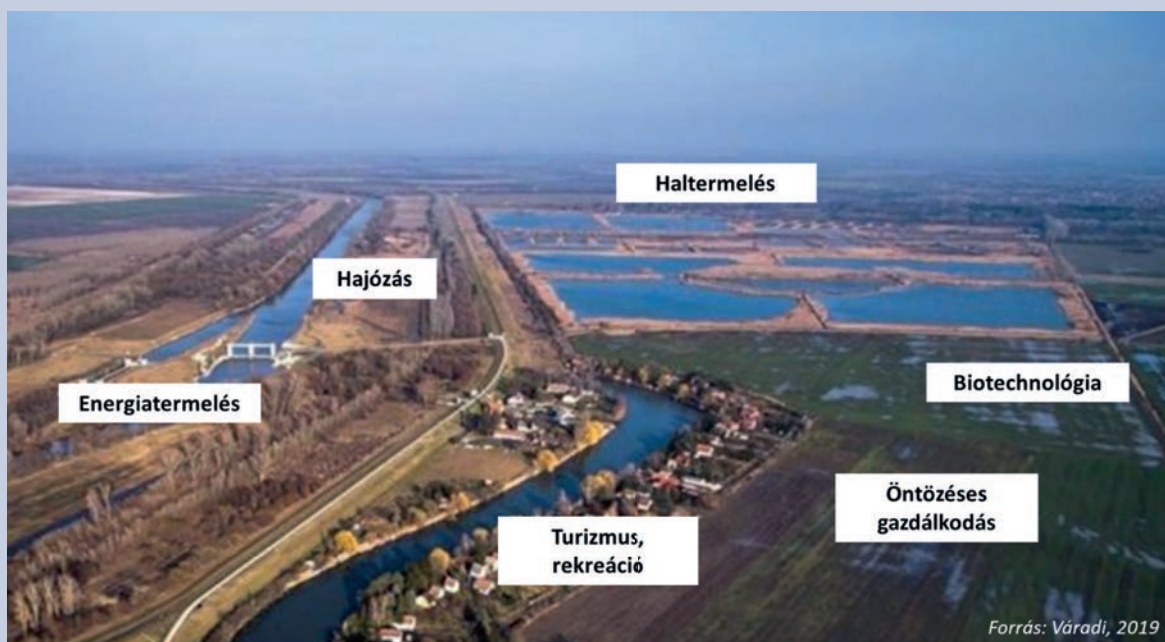 Haltermelés
Hajózás
Biotechnológia
Energiatermelés
Öntözéses
gazdálkodás
Turizmus,
rekreáció
Forrás: Váradi, 2019